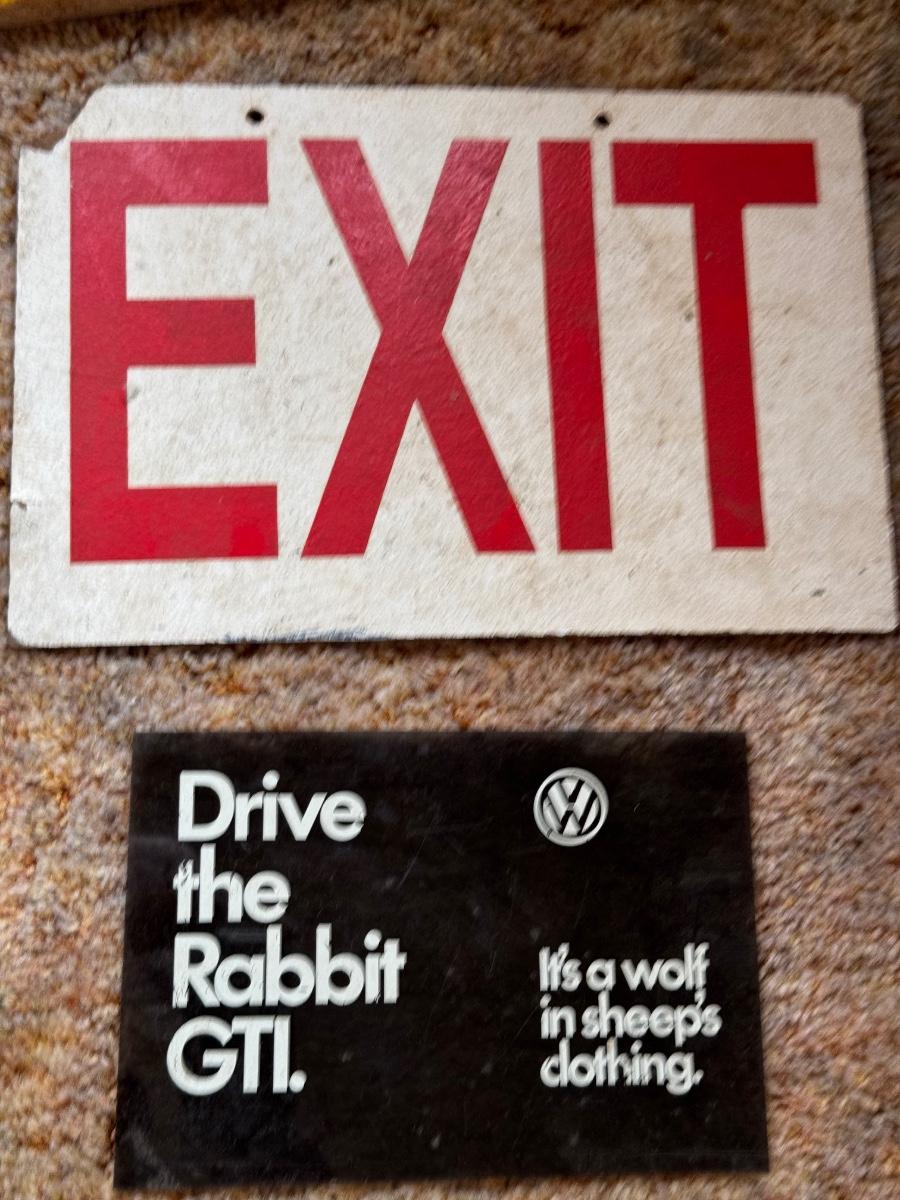 EXIT
Drive
the
Rabbit
GTI.
It's a wolf
in sheep's
clothing.